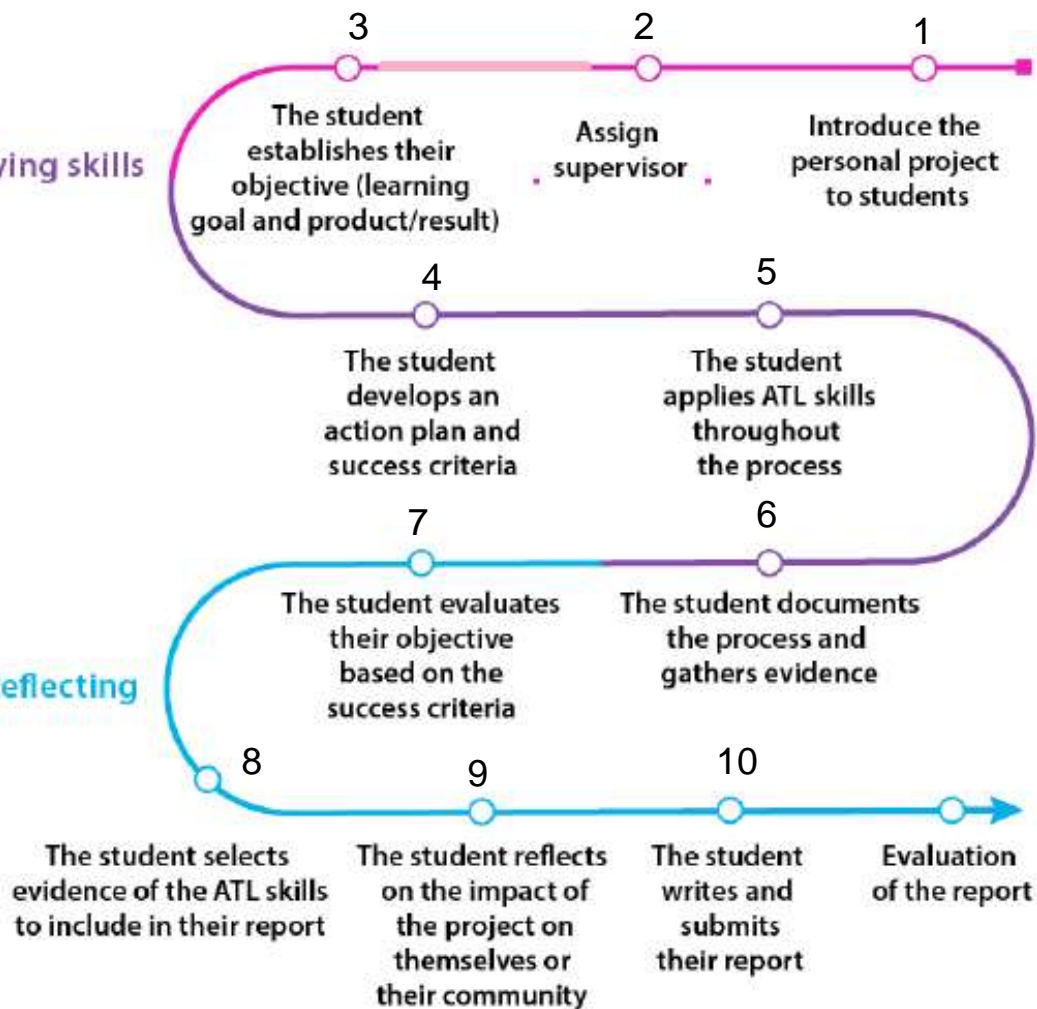 3
2
1
The student
establishes their
objective (learning
goal and product/result)
Assign
supervisor
Introduce the
personal project
to students
ying skills
4
5
The student
develops an
action plan and
success criteria
The student
applies ATL skills
throughout
the process
7
6
The student evaluates
their objective
based on the
success criteria
The student documents
the process and
gathers evidence
eflecting
8
9
10
The student selects
evidence of the ATL skills
to include in their report
The student reflects
on the impact of
the project on
themselves or
their community
The student
writes and
submits
their report
Evaluation
of the report